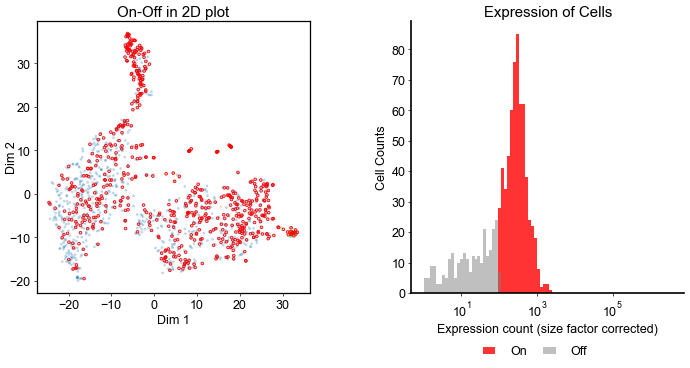 On-Off in 2D plot
Dim 2
30
20
10
0
−10
−20
−20 −10 0 10 20 30
Dim 1
Expression of Cells
Cell Counts
80
70
60
50
40
30
20
10
0
10^1 10^3 10^5
Expression count (size factor corrected)
On Off